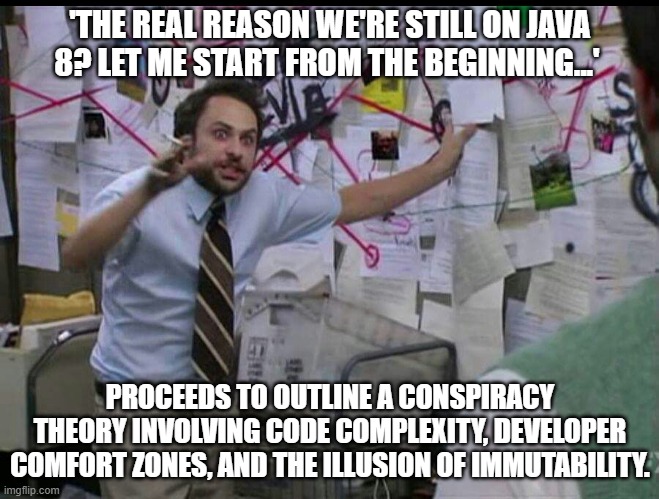 'THE REAL REASON WE'RE STILL ON JAVA
8? LET ME START FROM THE BEGINNING...'
PROCEEDS TO OUTLINE A CONSPIRACY
THEORY INVOLVING CODE COMPLEXITY, DEVELOPER
COMFORT ZONES, AND THE ILLUSION OF IMMUTABILITY.
imgflip.com